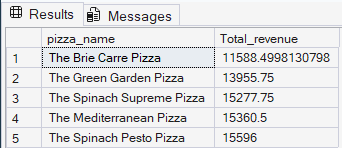 Results Messages
pizza_name Total_revenue
1 The Brie Carre Pizza 11588.4998130798
2 The Green Garden Pizza 13955.75
3 The Spinach Supreme Pizza 15277.75
4 The Mediterranean Pizza 15360.5
5 The Spinach Pesto Pizza 15596